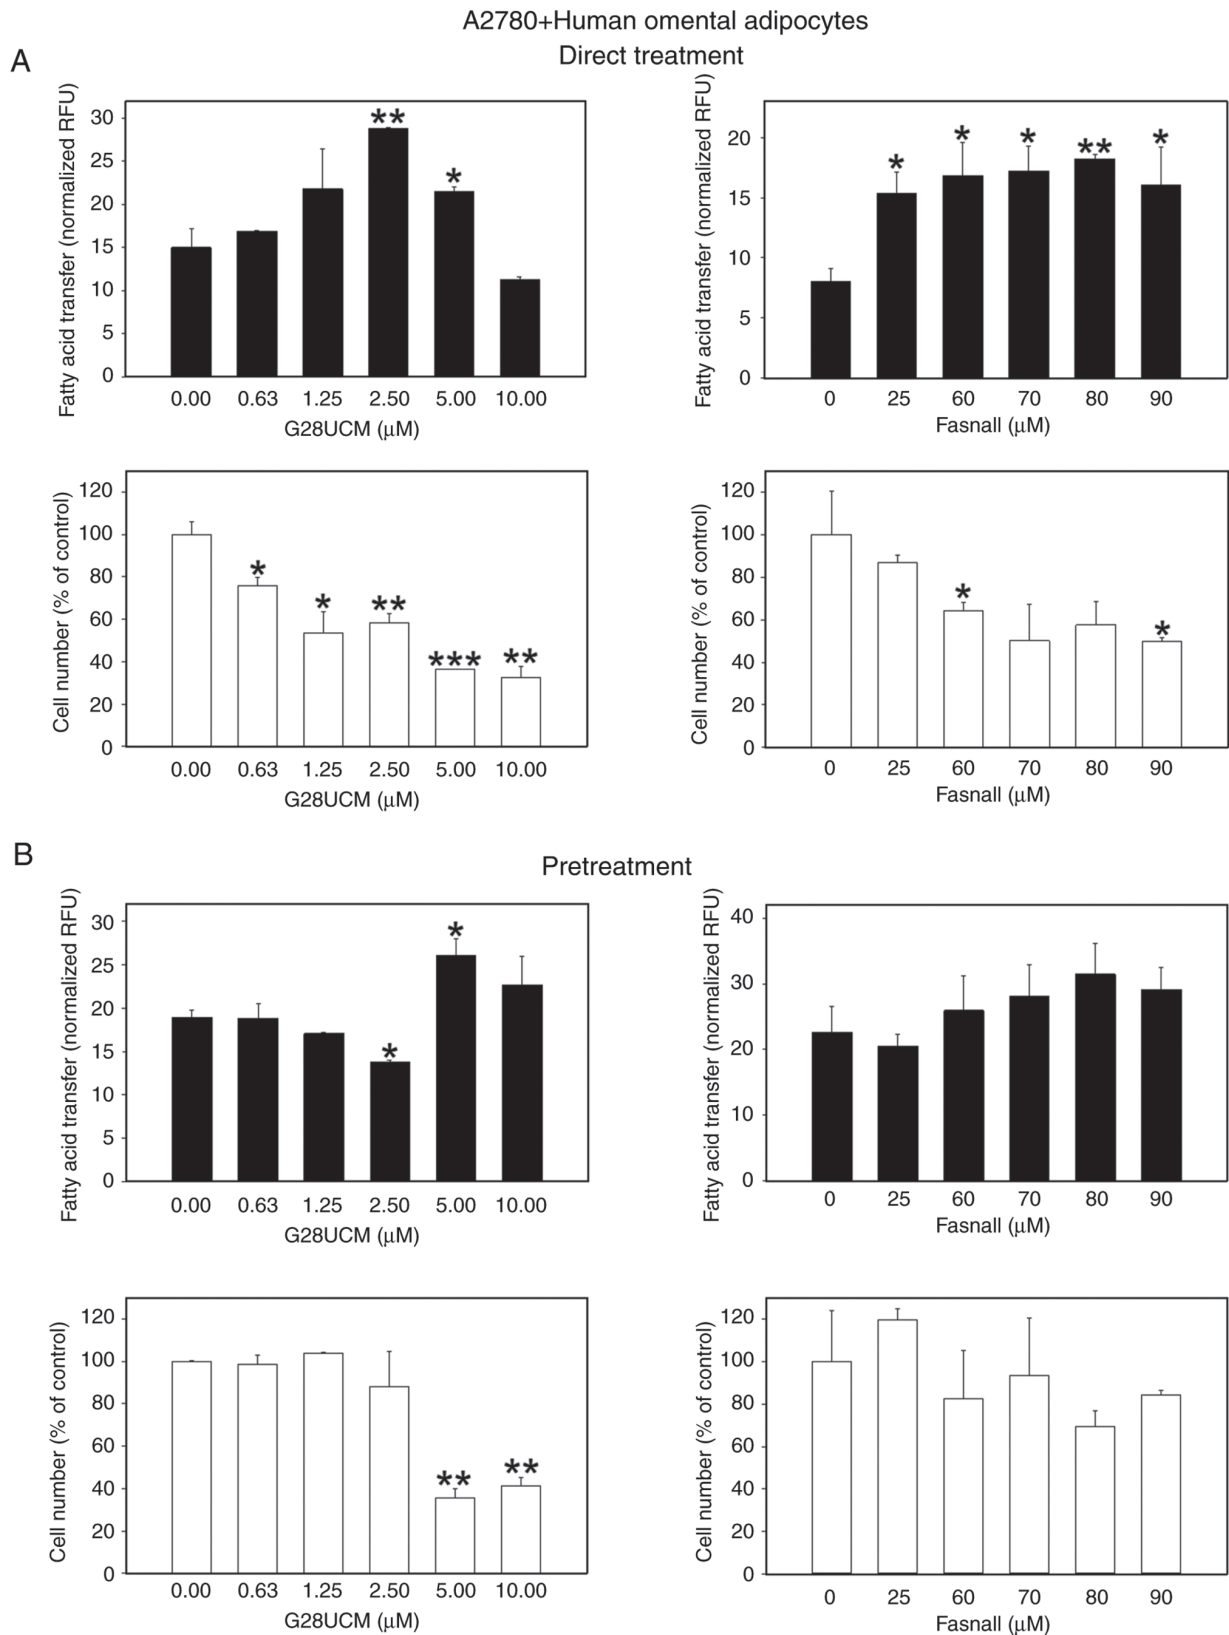 A2780+Human omental adipocytes
Direct treatment
A
Fatty acid transfer (normalized RFU)
30
25
20
15
10
5
0
** *
0.00 0.63 1.25 2.50 5.00 10.00
G28UCM (μM)
Fatty acid transfer (normalized RFU)
20
15
10
5
0
* * * ** *
0 25 60 70 80 90
Fasnall (μM)
Cell number (% of control)
120
100
80
60
40
20
0
* * ** *** **
0.00 0.63 1.25 2.50 5.00 10.00
G28UCM (μM)
Cell number (% of control)
120
100
80
60
40
20
0
* *
0 25 60 70 80 90
Fasnall (μM)
B
Pretreatment
Fatty acid transfer (normalized RFU)
30
25
20
15
10
5
0
* *
0.00 0.63 1.25 2.50 5.00 10.00
G28UCM (μM)
Fatty acid transfer (normalized RFU)
40
30
20
10
0
0 25 60 70 80 90
Fasnall (μM)
Cell number (% of control)
120
100
80
60
40
20
0
** **
0.00 0.63 1.25 2.50 5.00 10.00
G28UCM (μM)
Cell number (% of control)
120
100
80
60
40
20
0
0 25 60 70 80 90
Fasnall (μM)